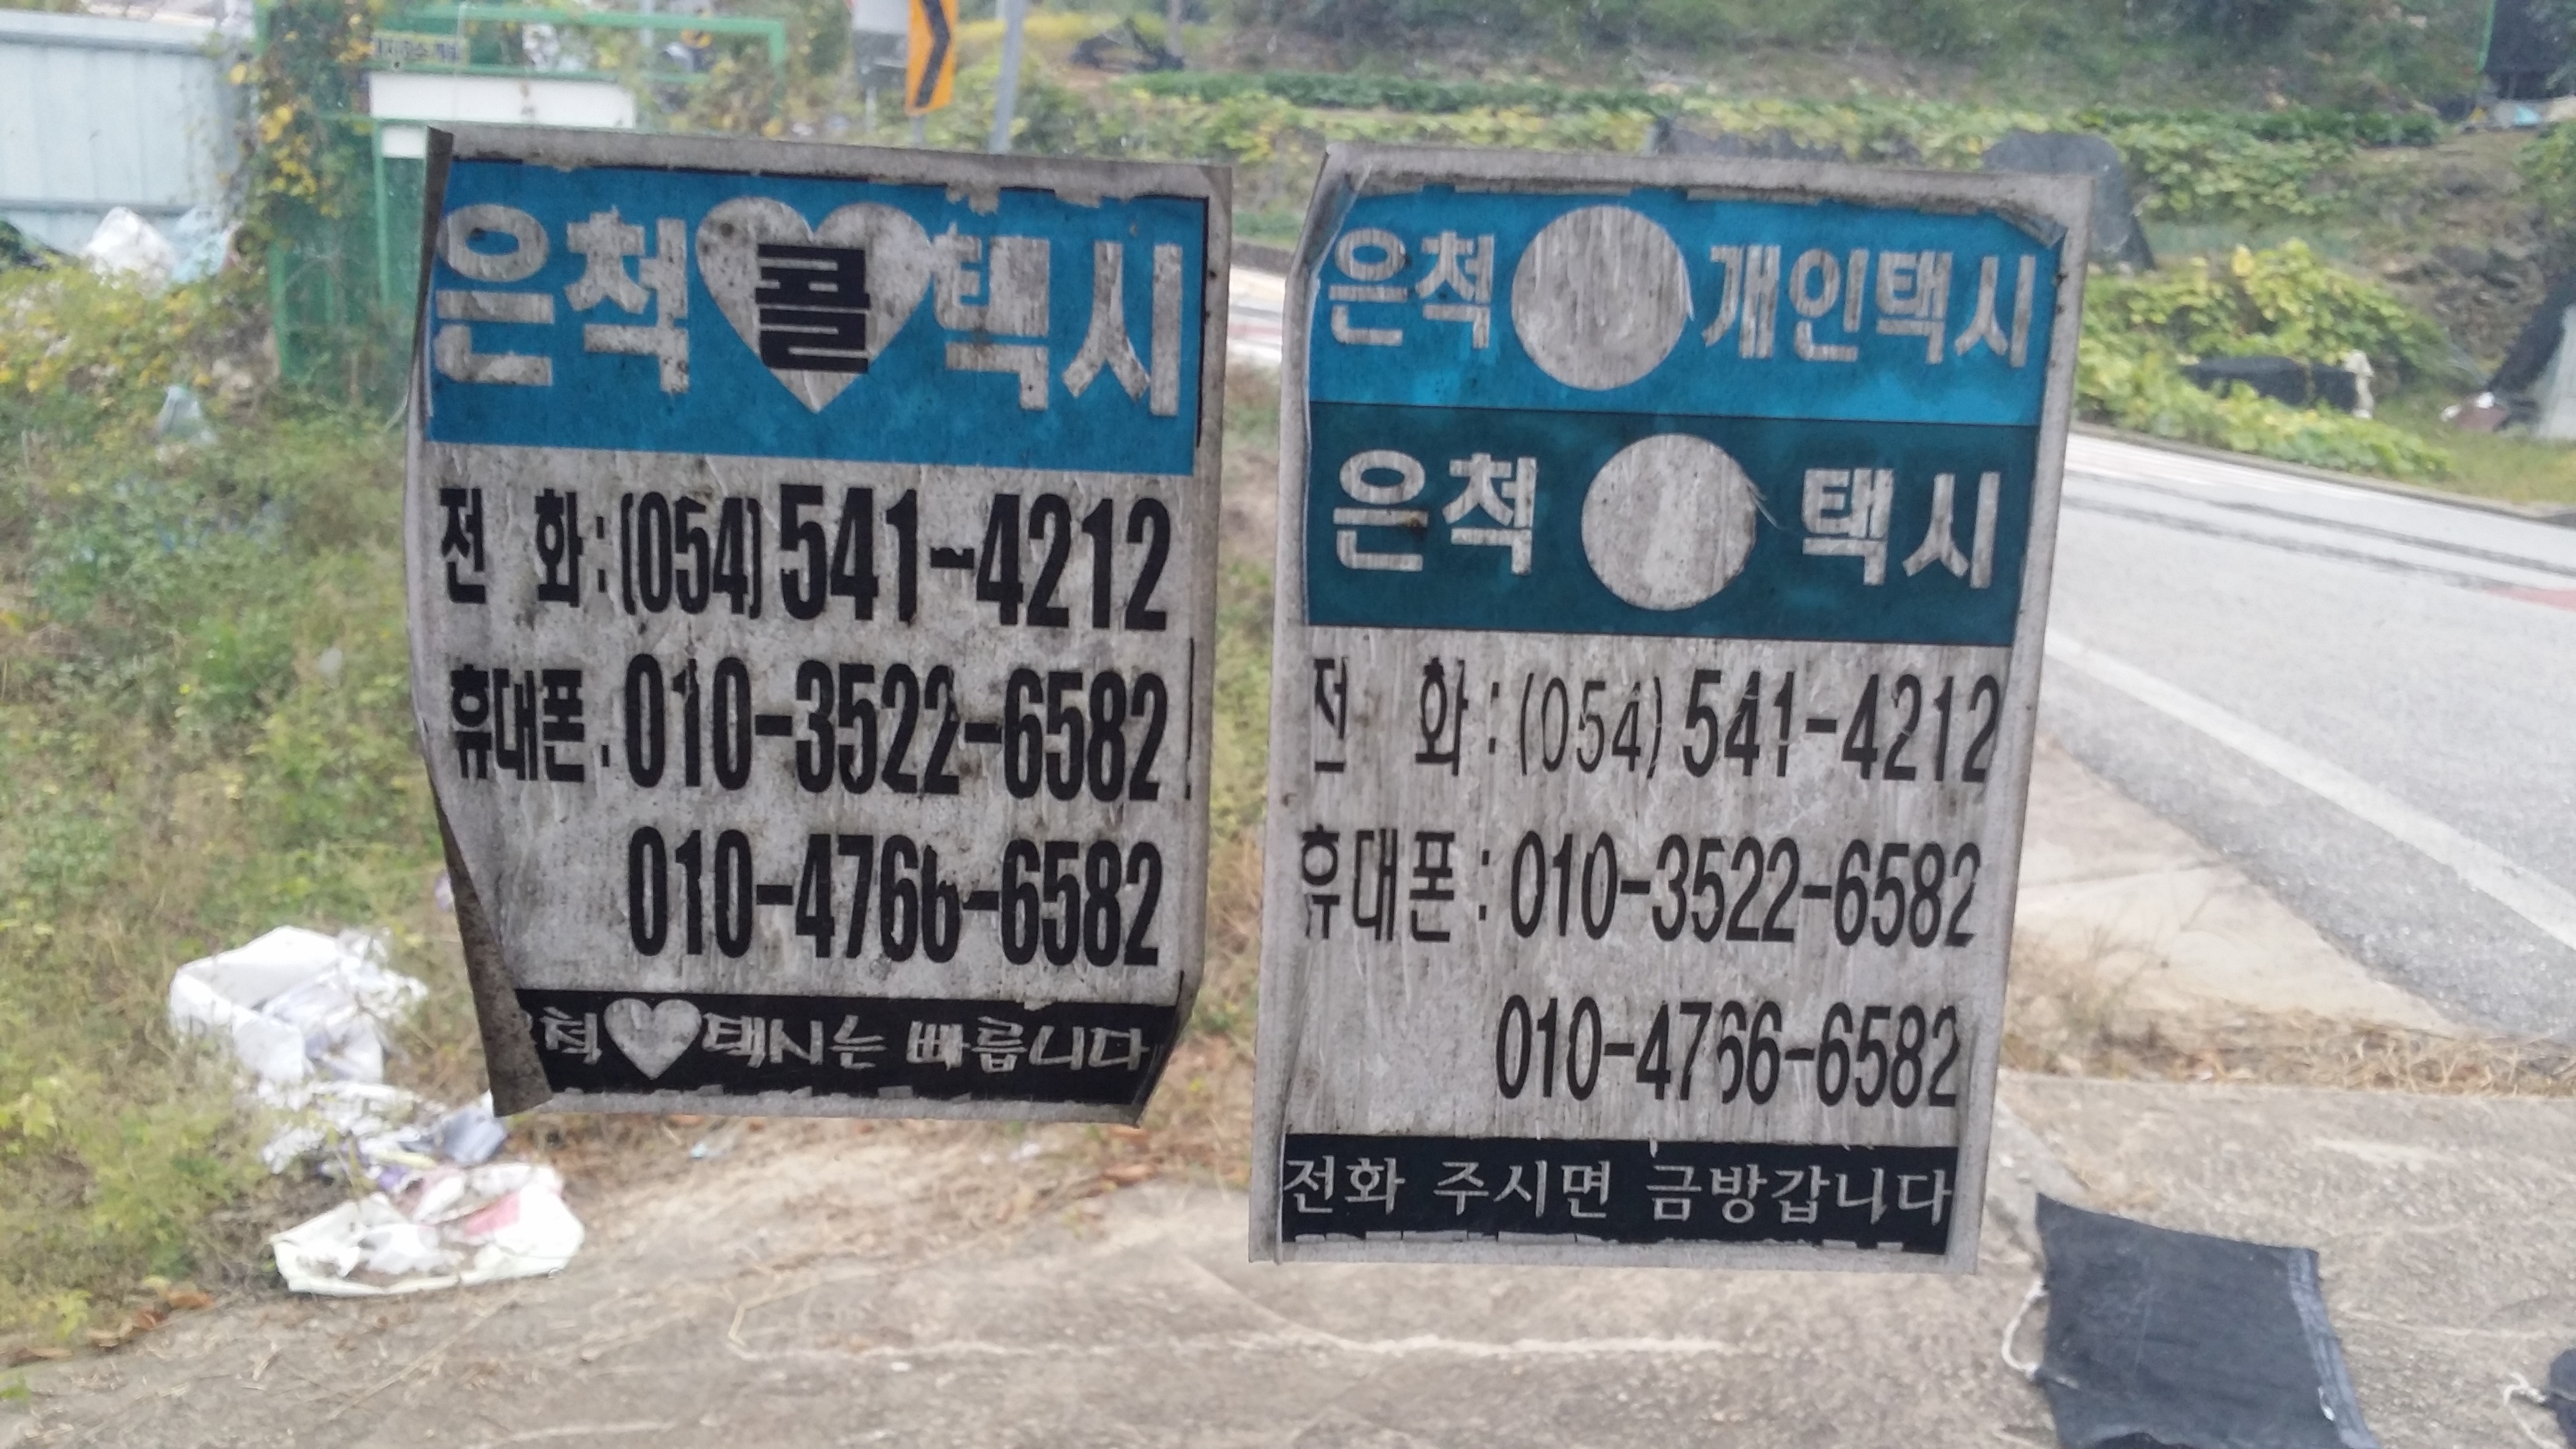 은척 콜 택시
전 화 : (054) 541-4212
휴대폰 : 010-3522-6582
010-4766-6582
척 택시는 빠릅니다
은척 개인택시
은척 택시
전 화 : (054) 541-4212
휴대폰 : 010-3522-6582
010-4766-6582
전화 주시면 금방갑니다